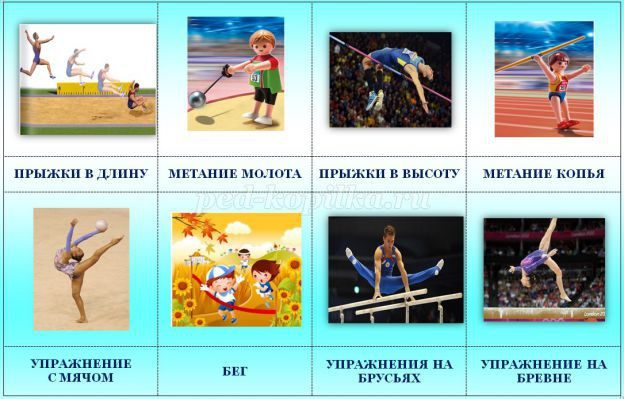 ПРЫЖКИ В ДЛИНУ
МЕТАНИЕ МОЛОТА
ПРЫЖКИ В ВЫСОТУ
МЕТАНИЕ КОПЬЯ
ped-kopilka.ru
УПРАЖНЕНИЕ
С МЯЧОМ
БЕГ
УПРАЖНЕНИЯ НА
БРУСЬЯХ
УПРАЖНЕНИЕ НА
БРЕВНЕ